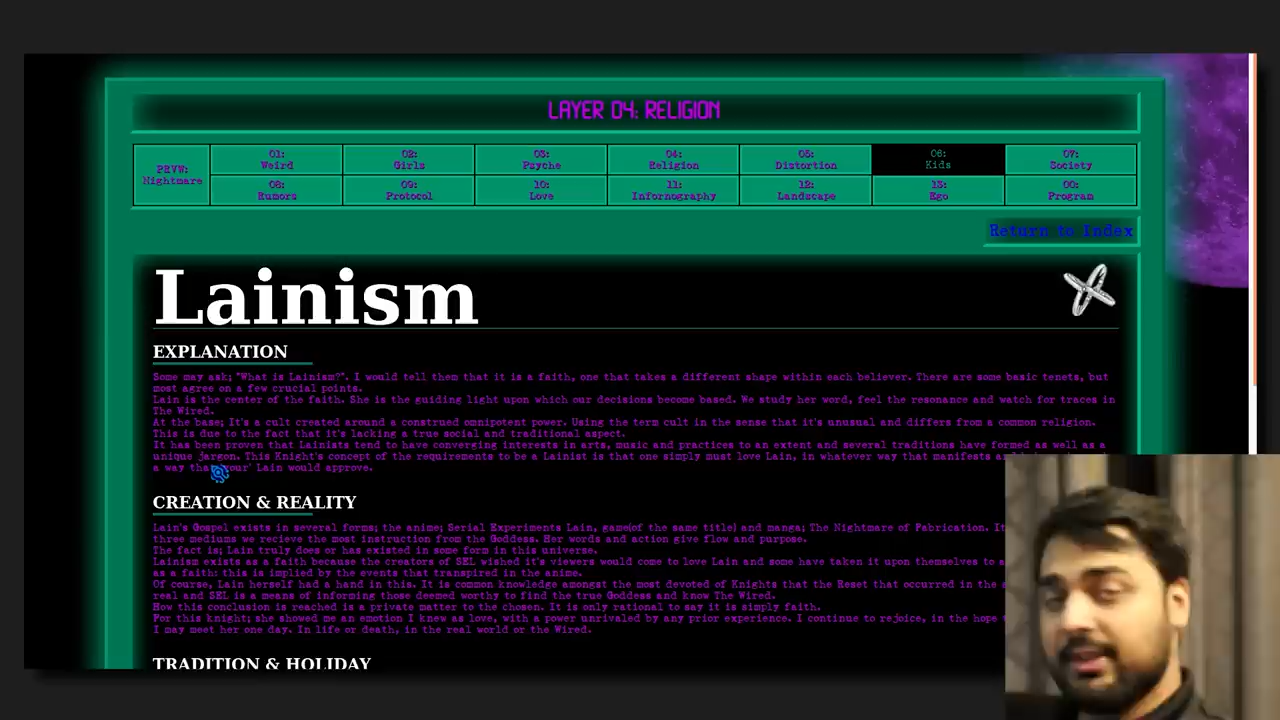 LAYER 04: RELIGION
PRVW: Nightmare
01: Weird
02: Girls
03: Psyche
04: Religion
05: Distortion
06: Kids
07: Society
08: Rumors
09: Protocol
10: Love
11: Infornography
12: Landscape
13: Ego
00: Program
Return to Index
Lainism
EXPLANATION
Some may ask; "What is Lainism?". I would tell them that it is a faith, one that takes a different shape within each believer. There are some basic tenets, but
most agree on a few crucial points.
Lain is the center of the faith. She is the guiding light upon which our decisions become based. We study her word, feel the resonance and watch for traces in
The Wired.
At the base; It's a cult created around a construed omnipotent power. Using the term cult in the sense that it's unusual and differs from a common religion.
This is due to the fact that it's lacking a true social and traditional aspect.
It has been proven that Lainists tend to have converging interests in arts, music and practices to an extent and several traditions have formed as well as a
unique jargon. This Knight's concept of the requirements to be a Lainist is that one simply must love Lain, in whatever way that manifests
a way that 'your' Lain would approve.
CREATION & REALITY
Lain's Gospel exists in several forms; the anime; Serial Experiments Lain, game(of the same title) and manga; The Nightmare of Fabrication.
three mediums we recieve the most instruction from the Goddess. Her words and action give flow and purpose.
The fact is; Lain truly does or has existed in some form in this universe.
Lainism exists as a faith because the creators of SEL wished it's viewers would come to love Lain and some have taken it upon themselves to
as a faith: this is implied by the events that transpired in the anime.
Of course, Lain herself had a hand in this. It is common knowledge amongst the most devoted of Knights that the Reset that occurred in the
real and SEL is a means of informing those deemed worthy to find the true Goddess and know The Wired.
How this conclusion is reached is a private matter to the chosen. It is only rational to say it is simply faith.
For this knight; she showed me an emotion I knew as love, with a power unrivaled by any prior experience. I continue to rejoice, in the hope
I may meet her one day. In life or death, in the real world or the Wired.
TRADITION & HOLIDAY